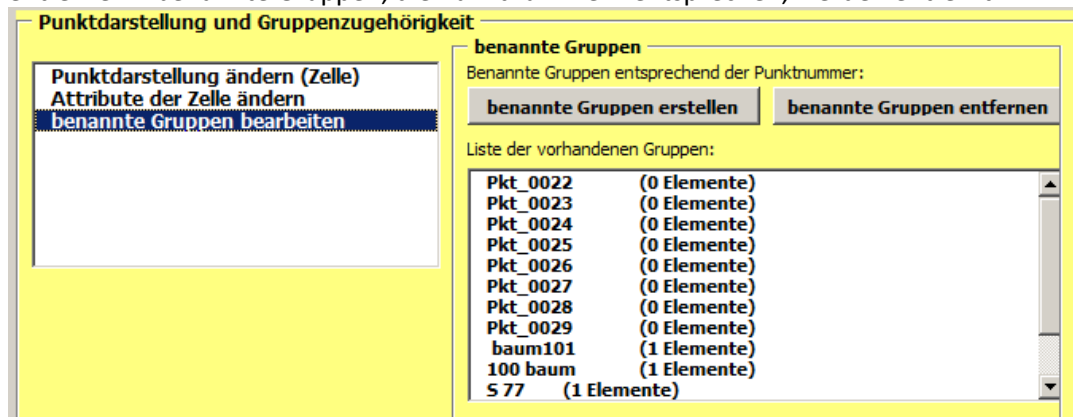 Punktdarstellung und Gruppenzugehörigkeit
Punktdarstellung ändern (Zelle)
Attribute der Zelle ändern
benannte Gruppen bearbeiten
benannte Gruppen
Benannte Gruppen entsprechend der Punktnummer:
benannte Gruppen erstellen benannte Gruppen entfernen
Liste der vorhandenen Gruppen:
Pkt_0022 (0 Elemente)
Pkt_0023 (0 Elemente)
Pkt_0024 (0 Elemente)
Pkt_0025 (0 Elemente)
Pkt_0026 (0 Elemente)
Pkt_0027 (0 Elemente)
Pkt_0028 (0 Elemente)
Pkt_0029 (0 Elemente)
baum101 (1 Elemente)
100 baum (1 Elemente)
S 77 (1 Elemente)